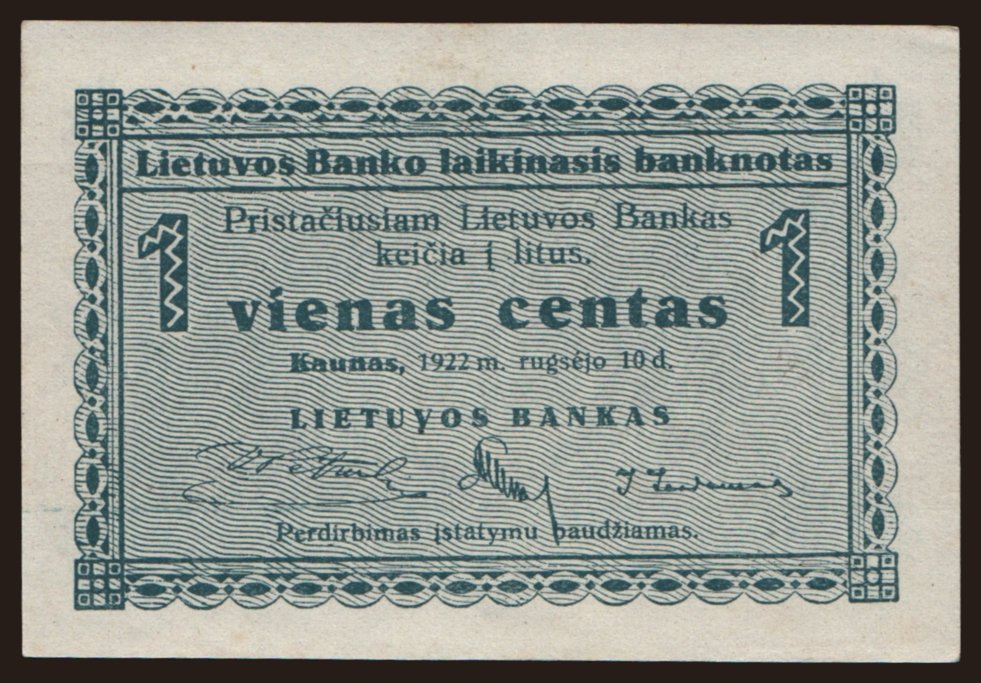 Lietuvos Banko laikinasis banknotas
1 1
Pristačiusiam Lietuvos Bankas
keičia į litus.
vienas centas
Kaunas, 1922 m. rugsėjo 10 d.
LIETUVOS BANKAS
Perdirbimas įstatymu baudžiamas.